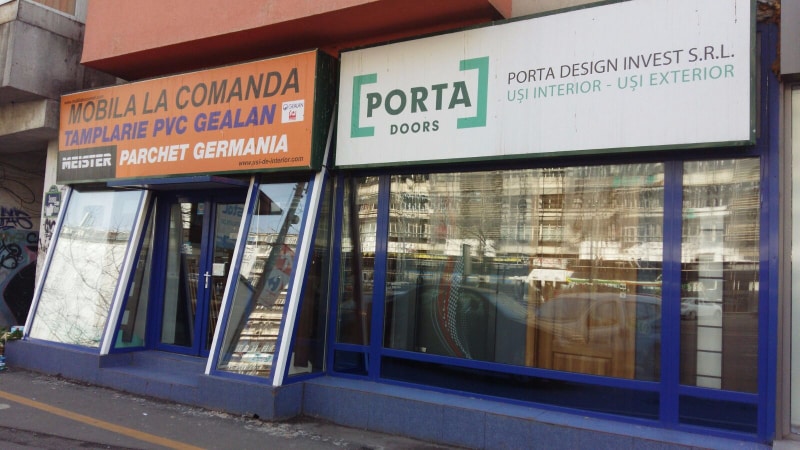 MOBILA LA COMANDA
TAMPLARIE PVC GEALAN
MEISTER PARCHET GERMANIA
www.usi-de-interior.com
PORTA
DOORS
PORTA DESIGN INVEST S.R.L.
UȘI INTERIOR - UȘI EXTERIOR